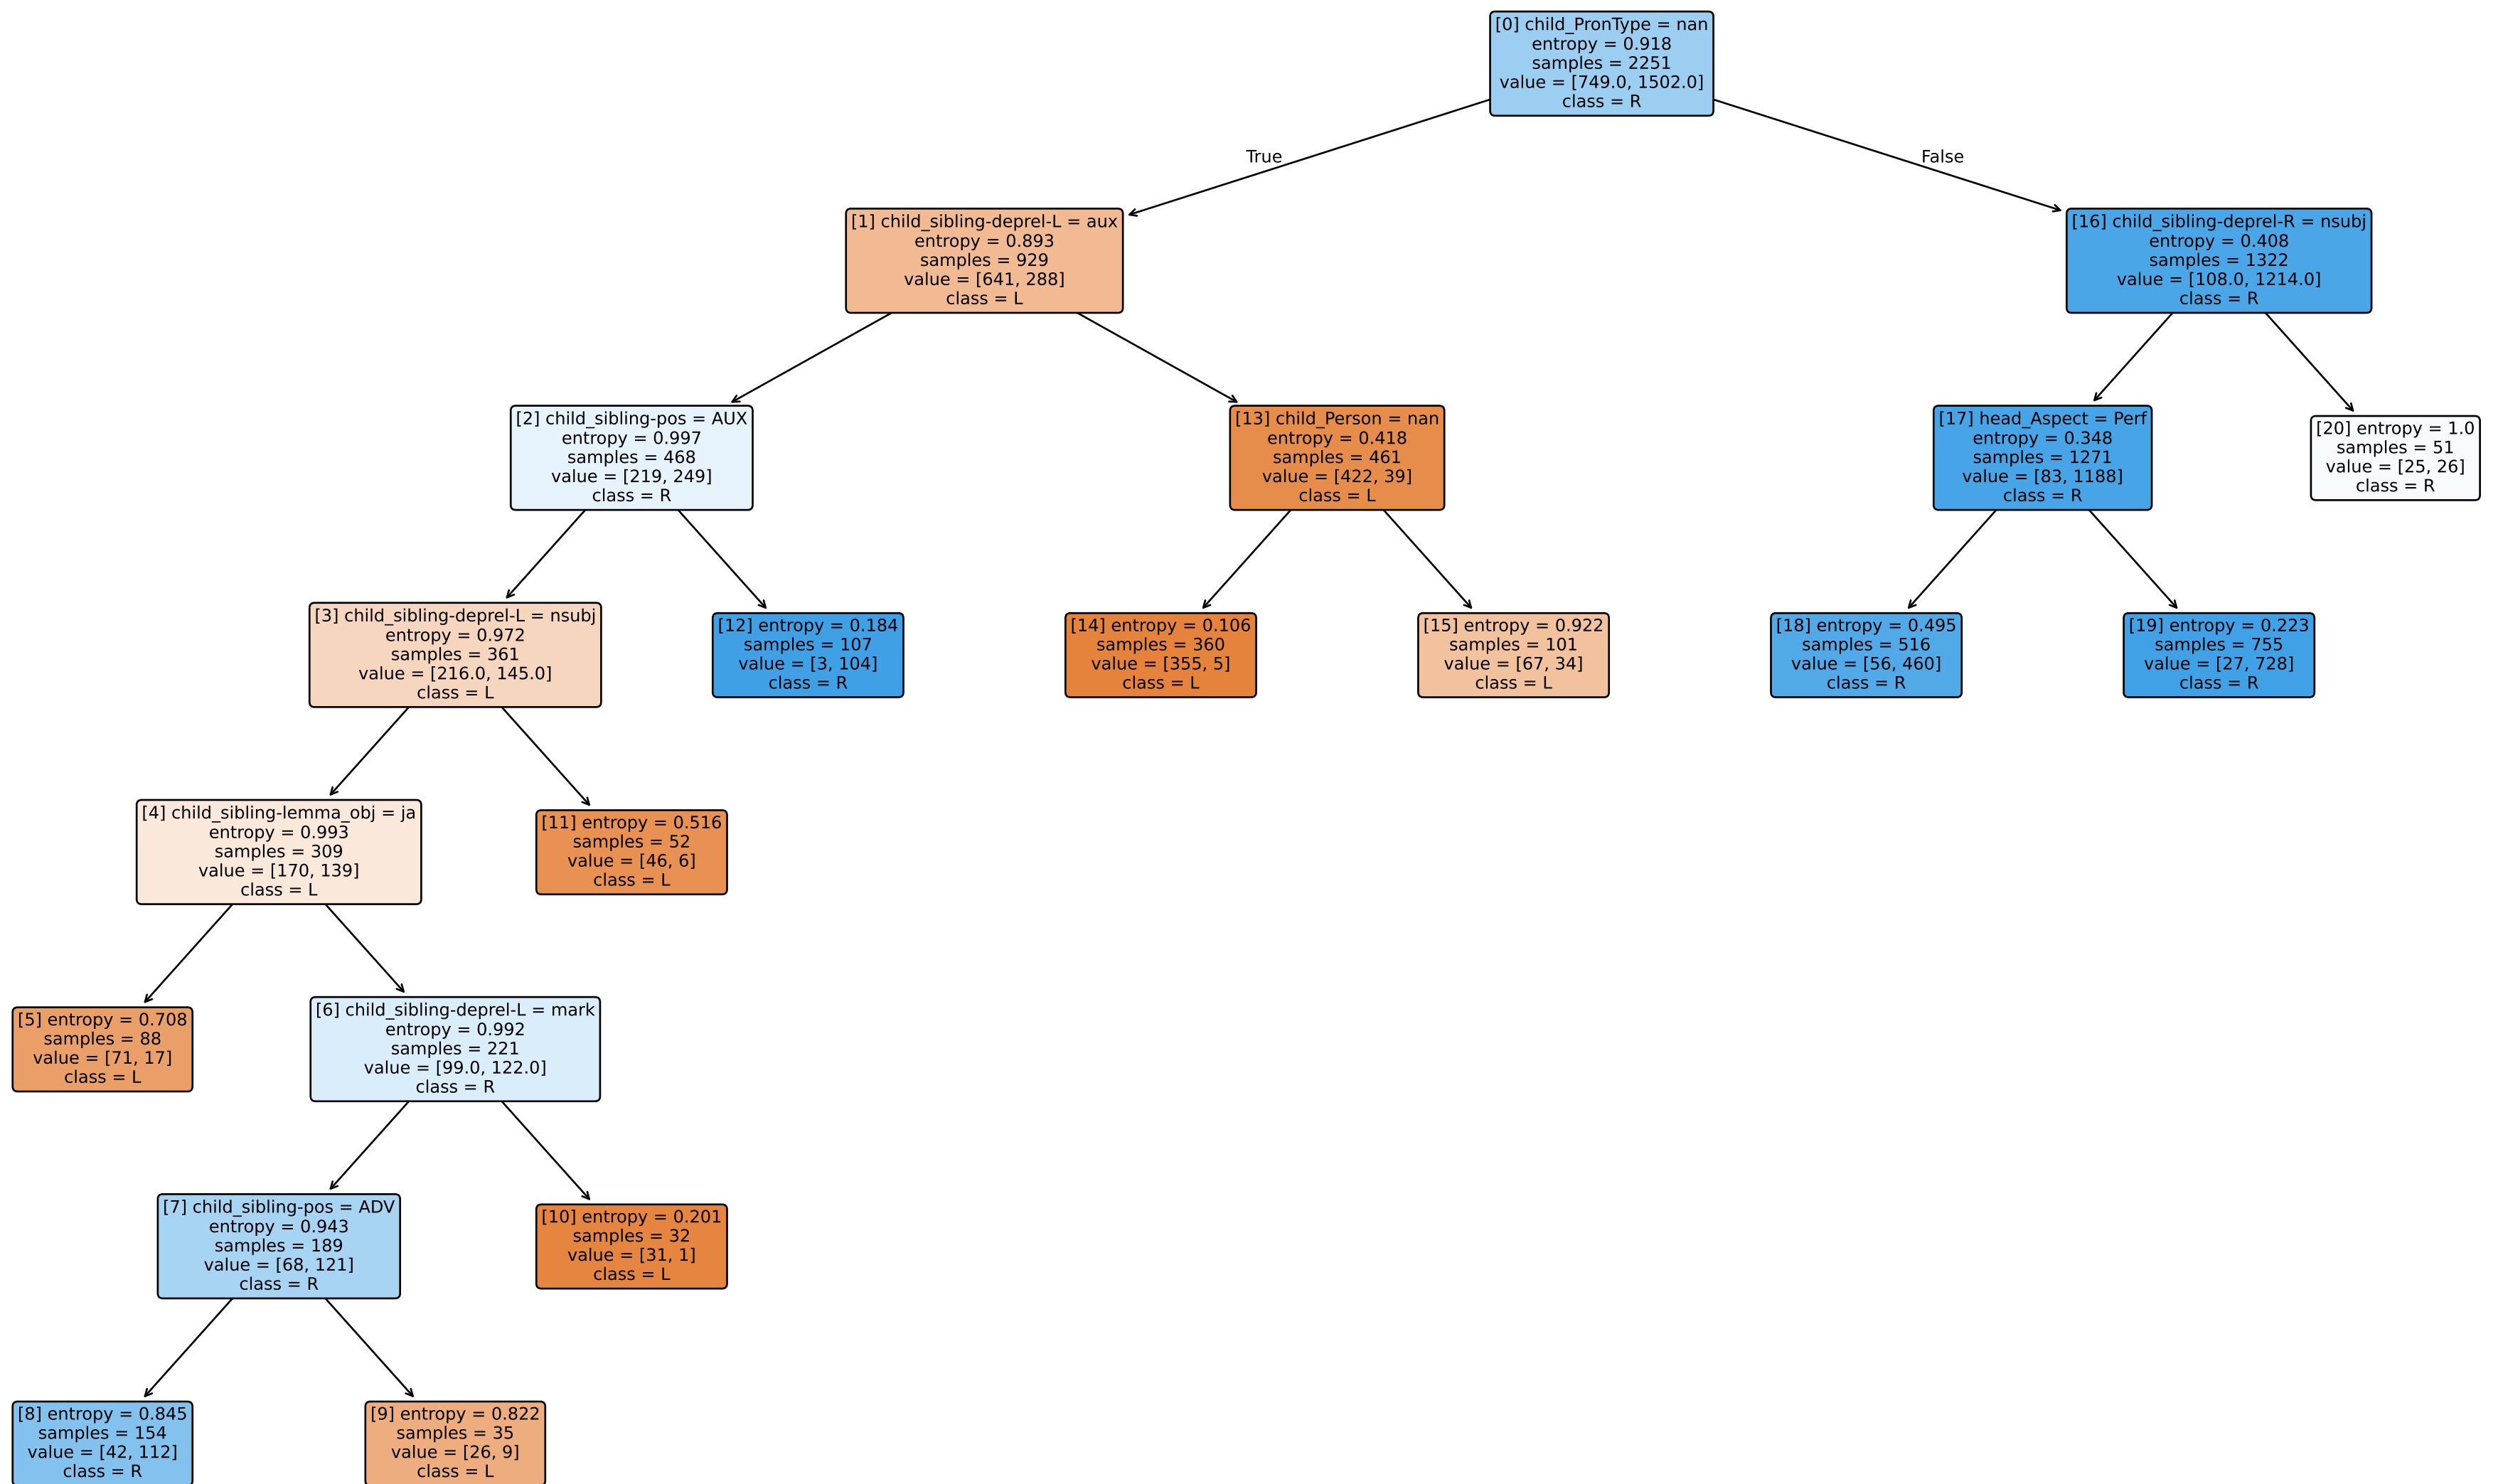 [0] child_PronType = nan
entropy = 0.918
samples = 2251
value = [749.0, 1502.0]
class = R
True
False
[1] child_sibling-deprel-L = aux
entropy = 0.893
samples = 929
value = [641, 288]
class = L
[16] child_sibling-deprel-R = nsubj
entropy = 0.408
samples = 1322
value = [108.0, 1214.0]
class = R
[2] child_sibling-pos = AUX
entropy = 0.997
samples = 468
value = [219, 249]
class = R
[13] child_Person = nan
entropy = 0.418
samples = 461
value = [422, 39]
class = L
[17] head_Aspect = Perf
entropy = 0.348
samples = 1271
value = [83, 1188]
class = R
[20] entropy = 1.0
samples = 51
value = [25, 26]
class = R
[3] child_sibling-deprel-L = nsubj
entropy = 0.972
samples = 361
value = [216.0, 145.0]
class = L
[12] entropy = 0.184
samples = 107
value = [3, 104]
class = R
[14] entropy = 0.106
samples = 360
value = [355, 5]
class = L
[15] entropy = 0.922
samples = 101
value = [67, 34]
class = L
[18] entropy = 0.495
samples = 516
value = [56, 460]
class = R
[19] entropy = 0.223
samples = 755
value = [27, 728]
class = R
[4] child_sibling-lemma_obj = ja
entropy = 0.993
samples = 309
value = [170, 139]
class = L
[11] entropy = 0.516
samples = 52
value = [46, 6]
class = L
[5] entropy = 0.708
samples = 88
value = [71, 17]
class = L
[6] child_sibling-deprel-L = mark
entropy = 0.992
samples = 221
value = [99.0, 122.0]
class = R
[7] child_sibling-pos = ADV
entropy = 0.943
samples = 189
value = [68, 121]
class = R
[10] entropy = 0.201
samples = 32
value = [31, 1]
class = L
[8] entropy = 0.845
samples = 154
value = [42, 112]
class = R
[9] entropy = 0.822
samples = 35
value = [26, 9]
class = L